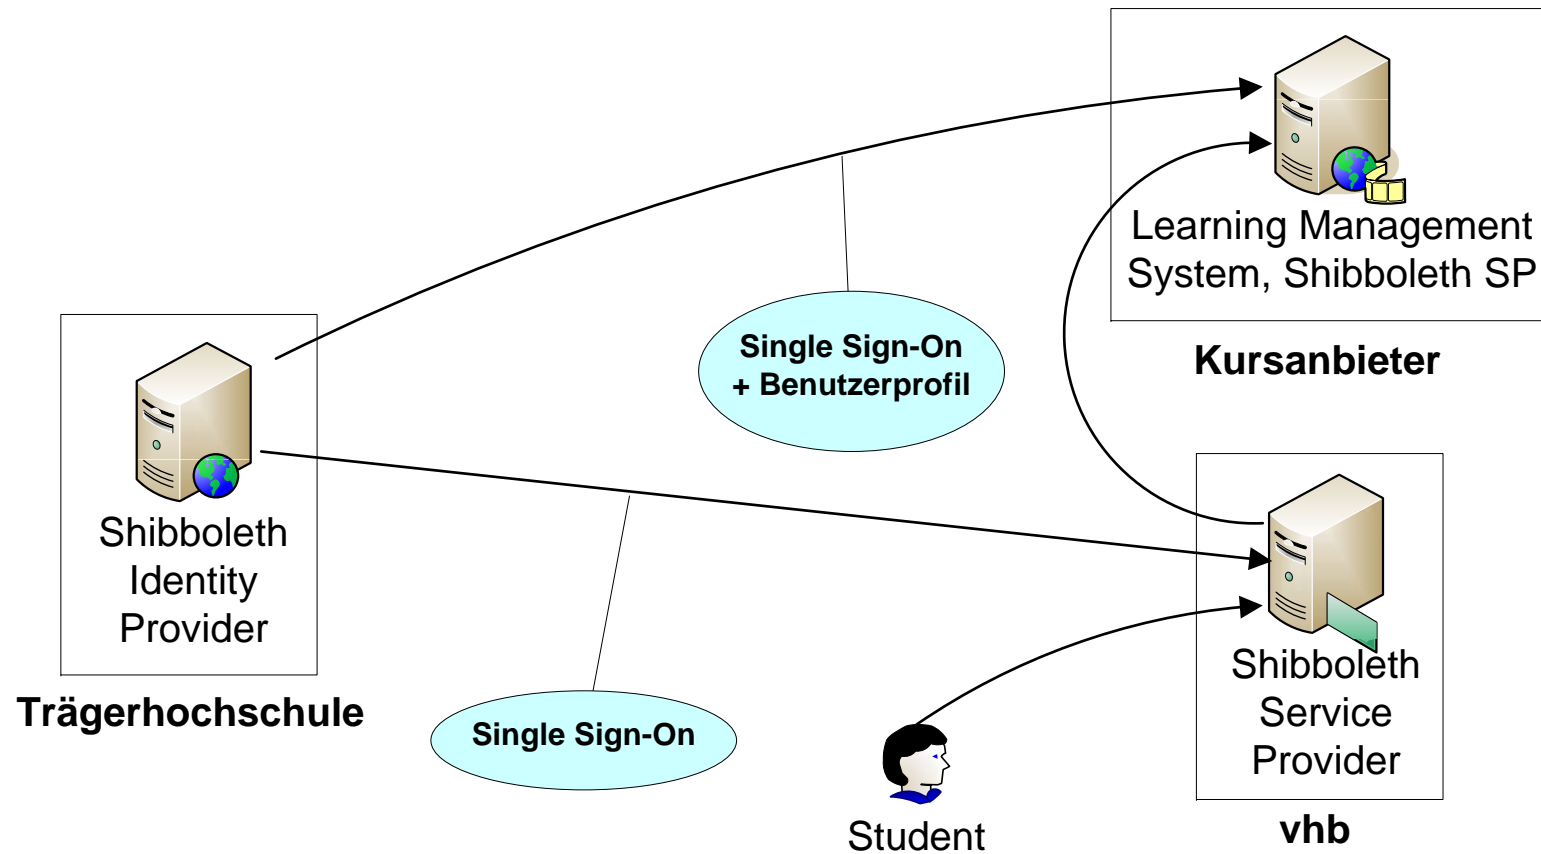 Learning Management
System, Shibboleth SP
Kursanbieter
Single Sign-On
+ Benutzerprofil
Shibboleth
Identity
Provider
Trägerhochschule
Single Sign-On
Student
Shibboleth
Service
Provider
vhb